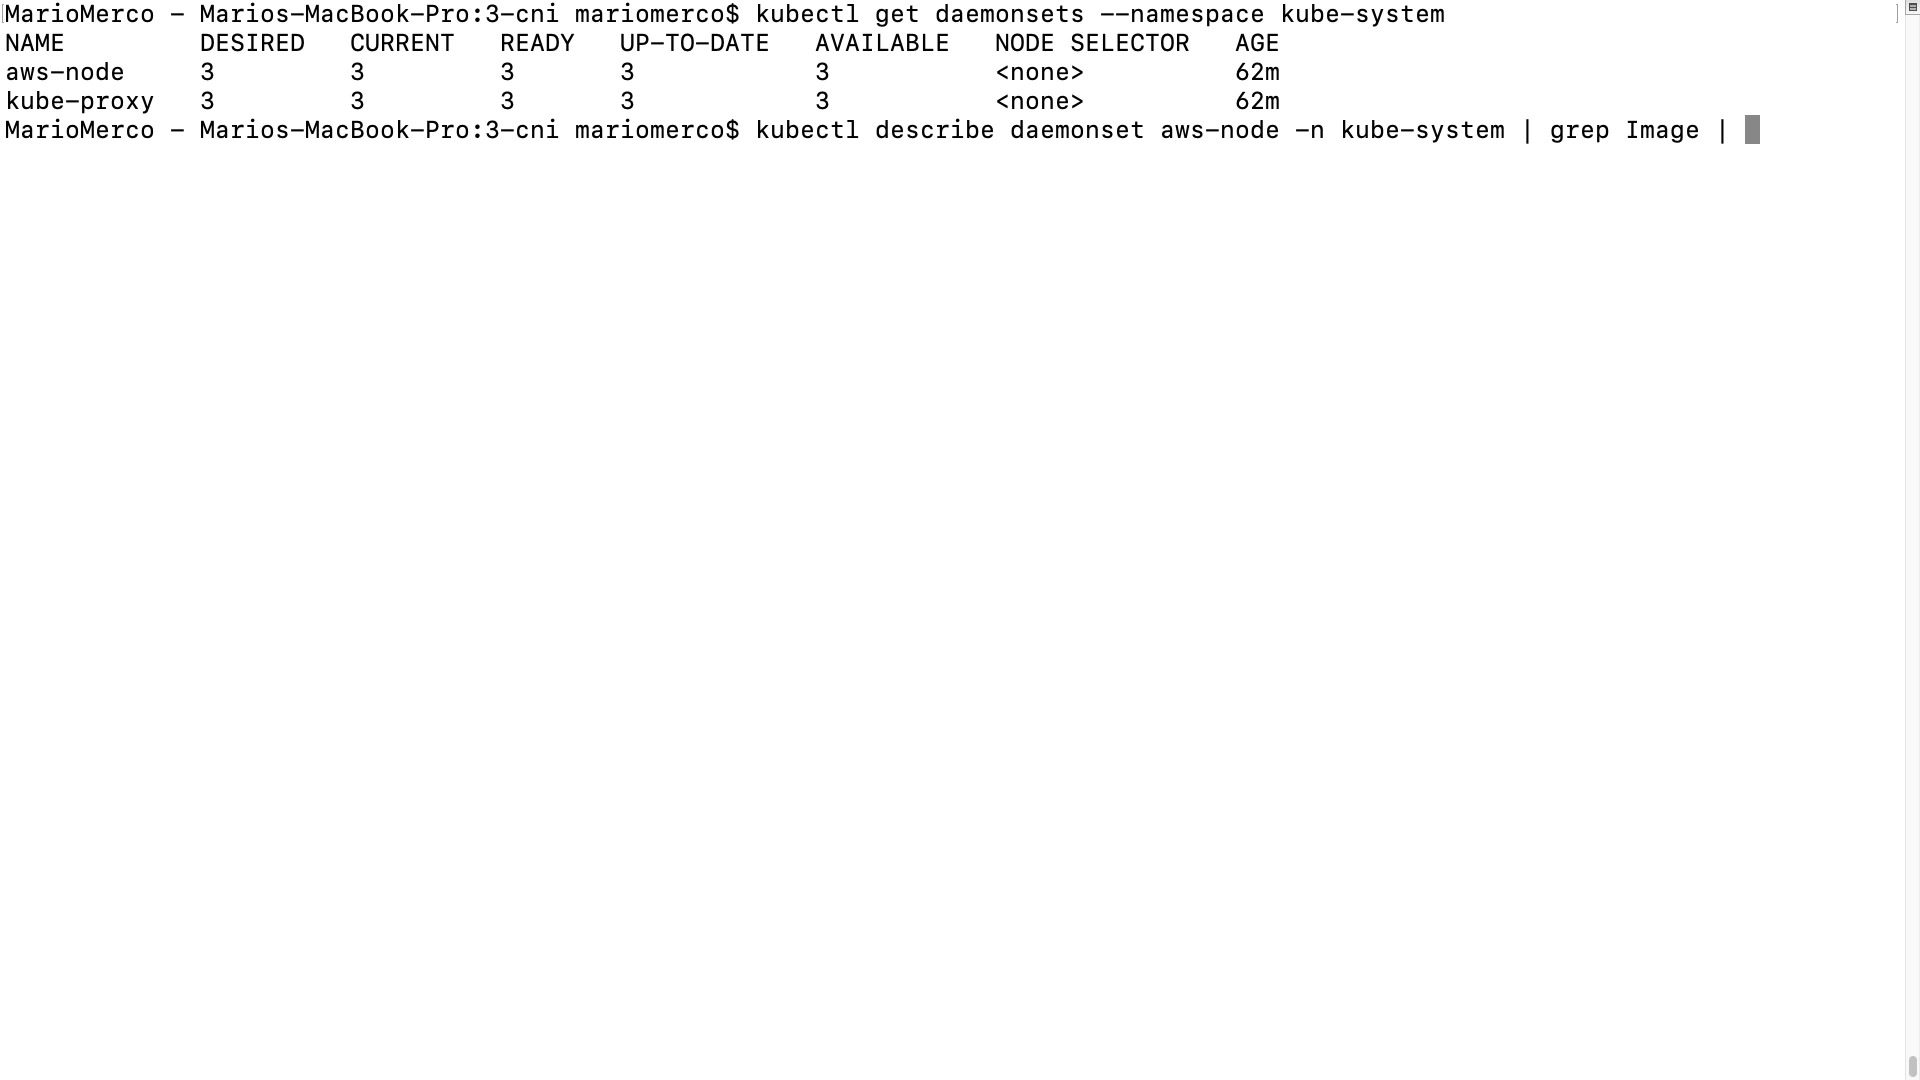 MarioMerco - Marios-MacBook-Pro:3-cni mariomerco$ kubectl get daemonsets --namespace kube-system
NAME         DESIRED   CURRENT   READY   UP-TO-DATE   AVAILABLE   NODE SELECTOR   AGE
aws-node     3         3         3       3            3           <none>          62m
kube-proxy   3         3         3       3            3           <none>          62m
MarioMerco - Marios-MacBook-Pro:3-cni mariomerco$ kubectl describe daemonset aws-node -n kube-system | grep Image |